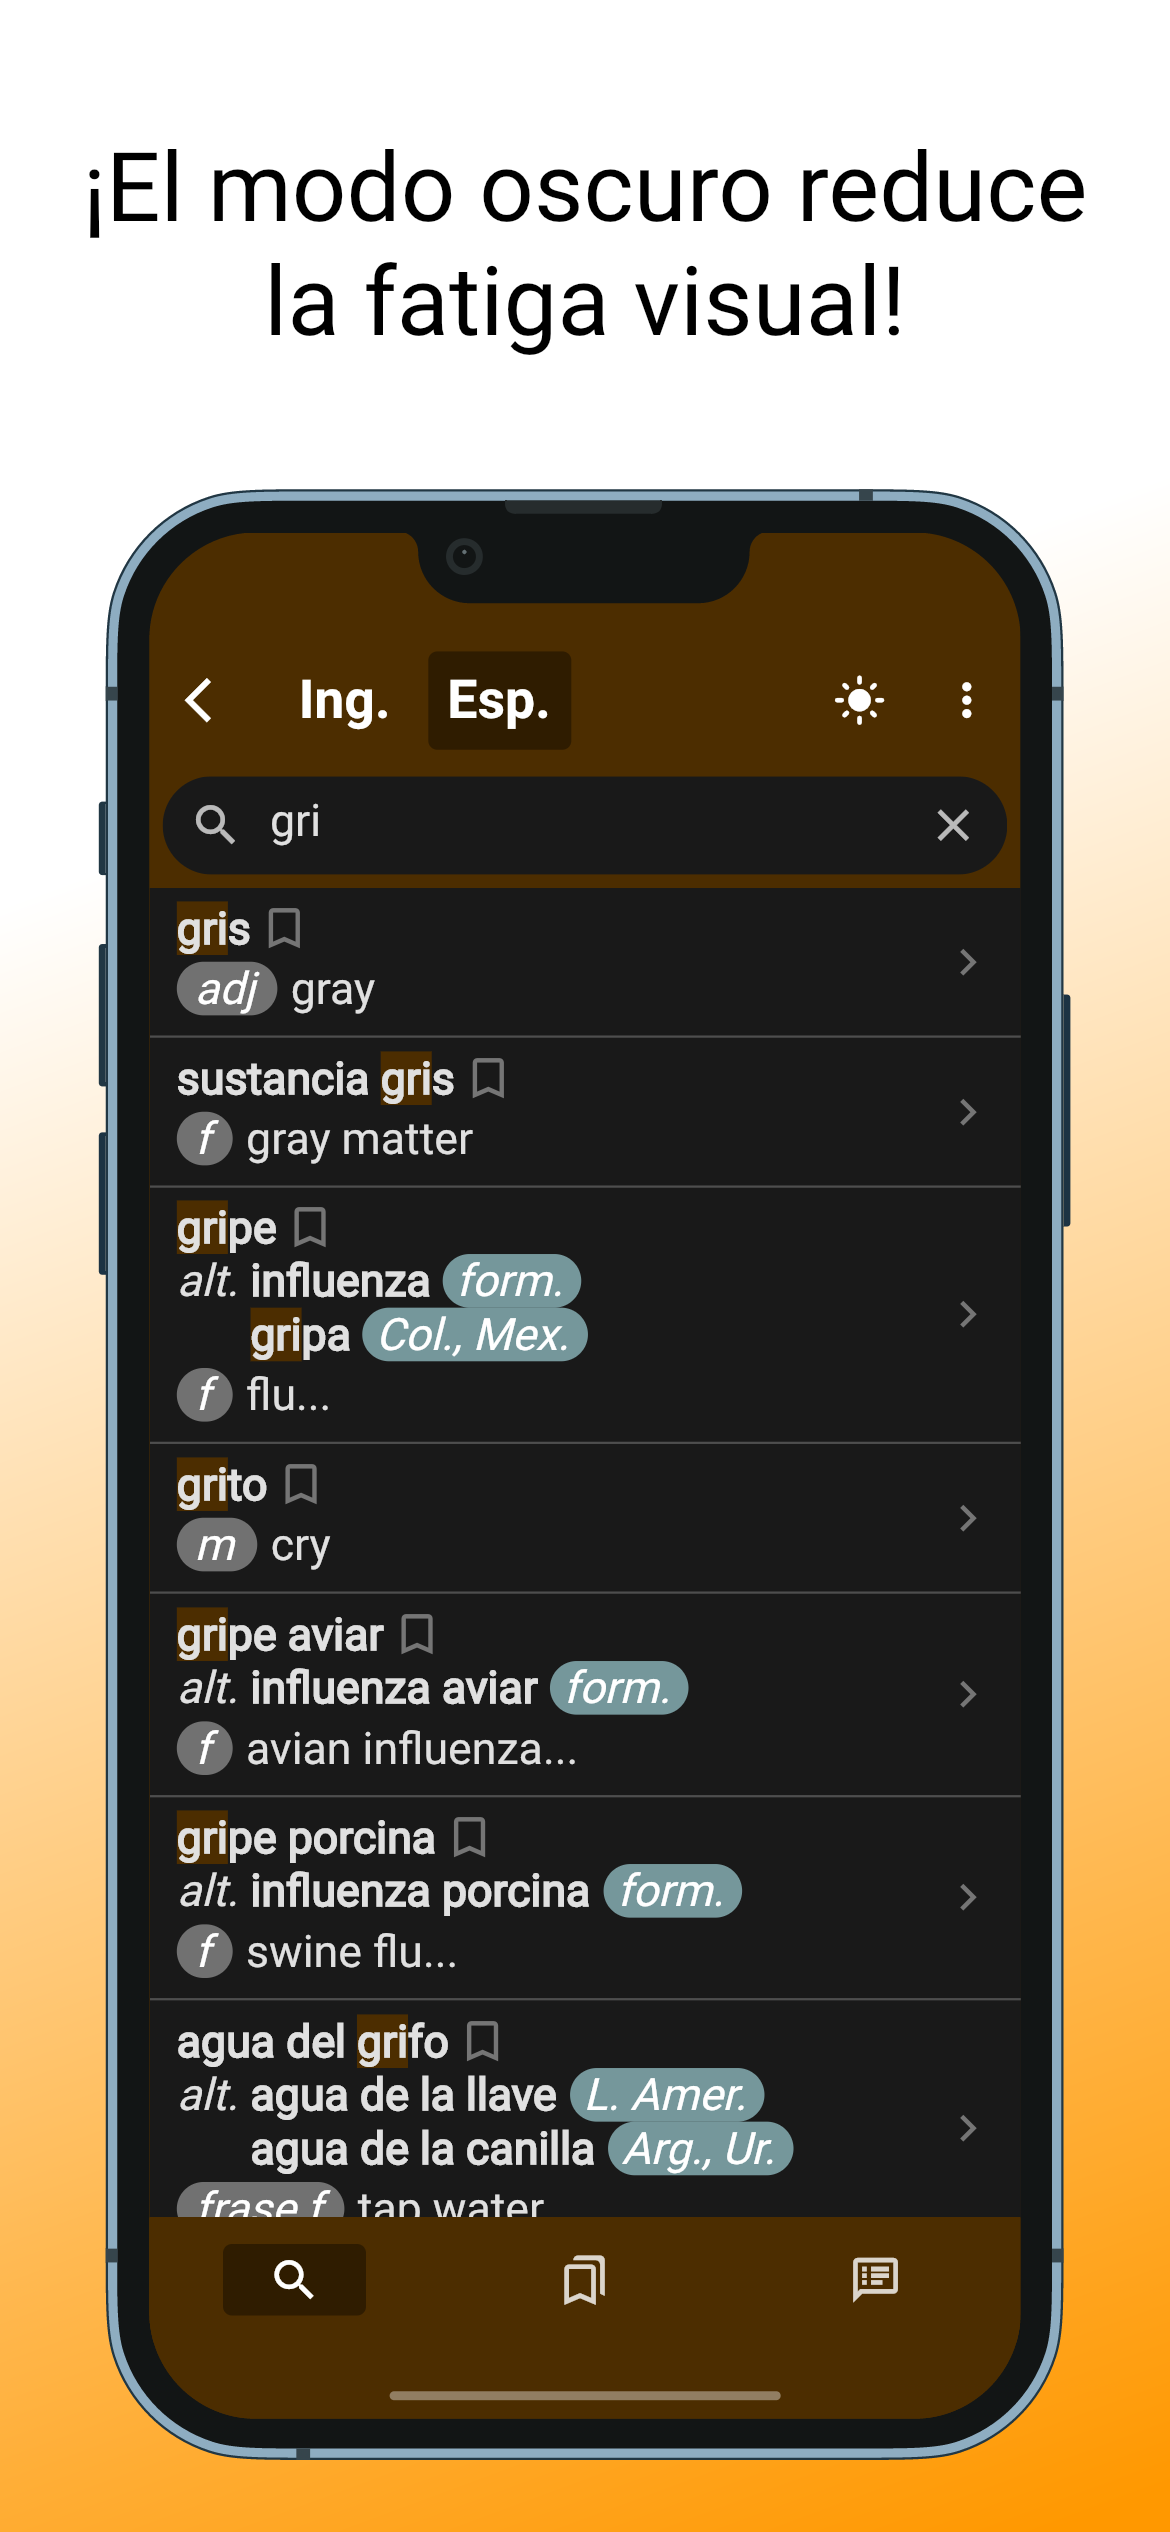 ¡El modo oscuro reduce
la fatiga visual!
Ing. Esp.
gri
gris
adj gray
sustancia gris
f gray matter
gripe
alt. influenza form.
gripa Col., Mex.
f flu...
grito
m cry
gripe aviar
alt. influenza aviar form.
f avian influenza...
gripe porcina
alt. influenza porcina form.
f swine flu...
agua del grifo
alt. agua de la llave L. Amer.
agua de la canilla Arg., Ur.
frase f tap water